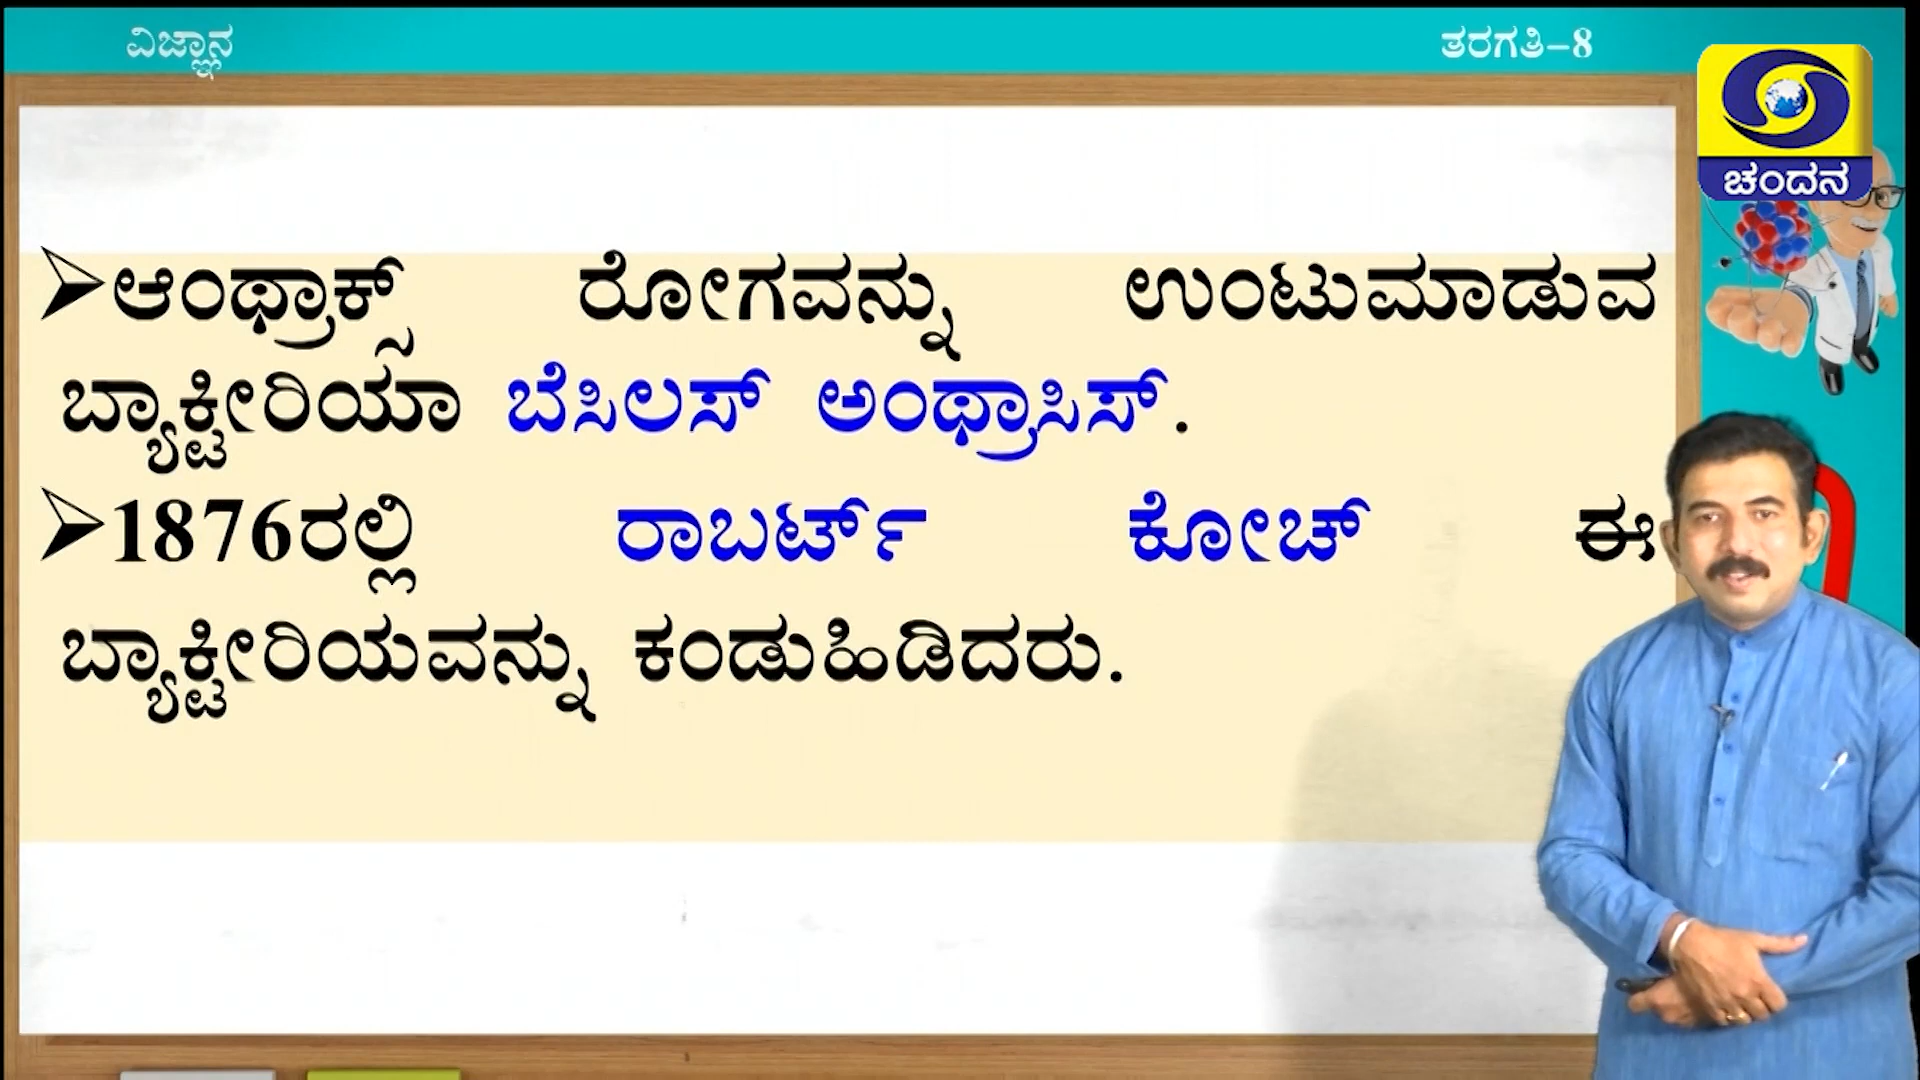 ವಿಜ್ಞಾನ
ತರಗತಿ–8
ಚಂದನ
➢ಆಂಥ್ರಾಕ್ಸ್ ರೋಗವನ್ನು ಉಂಟುಮಾಡುವ
ಬ್ಯಾಕ್ಟೀರಿಯಾ ಬೆಸಿಲಸ್ ಅಂಥ್ರಾಸಿಸ್.
➢1876ರಲ್ಲಿ ರಾಬರ್ಟ್ ಕೋಚ್ ಈ
ಬ್ಯಾಕ್ಟೀರಿಯವನ್ನು ಕಂಡುಹಿಡಿದರು.